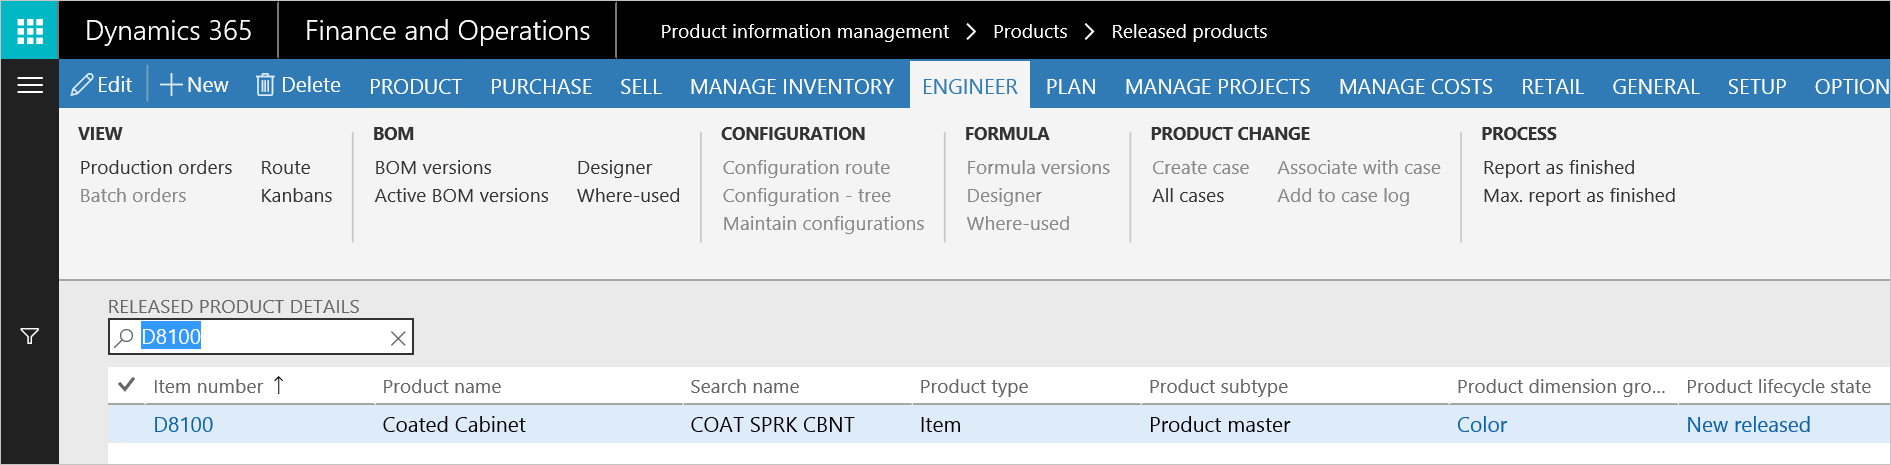 Dynamics 365 Finance and Operations Product information management > Products > Released products
Edit New Delete PRODUCT PURCHASE SELL MANAGE INVENTORY ENGINEER PLAN MANAGE PROJECTS MANAGE COSTS RETAIL GENERAL SETUP OPTION
VIEW BOM CONFIGURATION FORMULA PRODUCT CHANGE PROCESS
Production orders Route BOM versions Designer Configuration route Formula versions Create case Associate with case Report as finished
Batch orders Kanbans Active BOM versions Where-used Configuration - tree Designer All cases Add to case log Max. report as finished
Maintain configurations Where-used
RELEASED PRODUCT DETAILS
D8100
Item number Product name Search name Product type Product subtype Product dimension gro... Product lifecycle state
D8100 Coated Cabinet COAT SPRK CBNT Item Product master Color New released